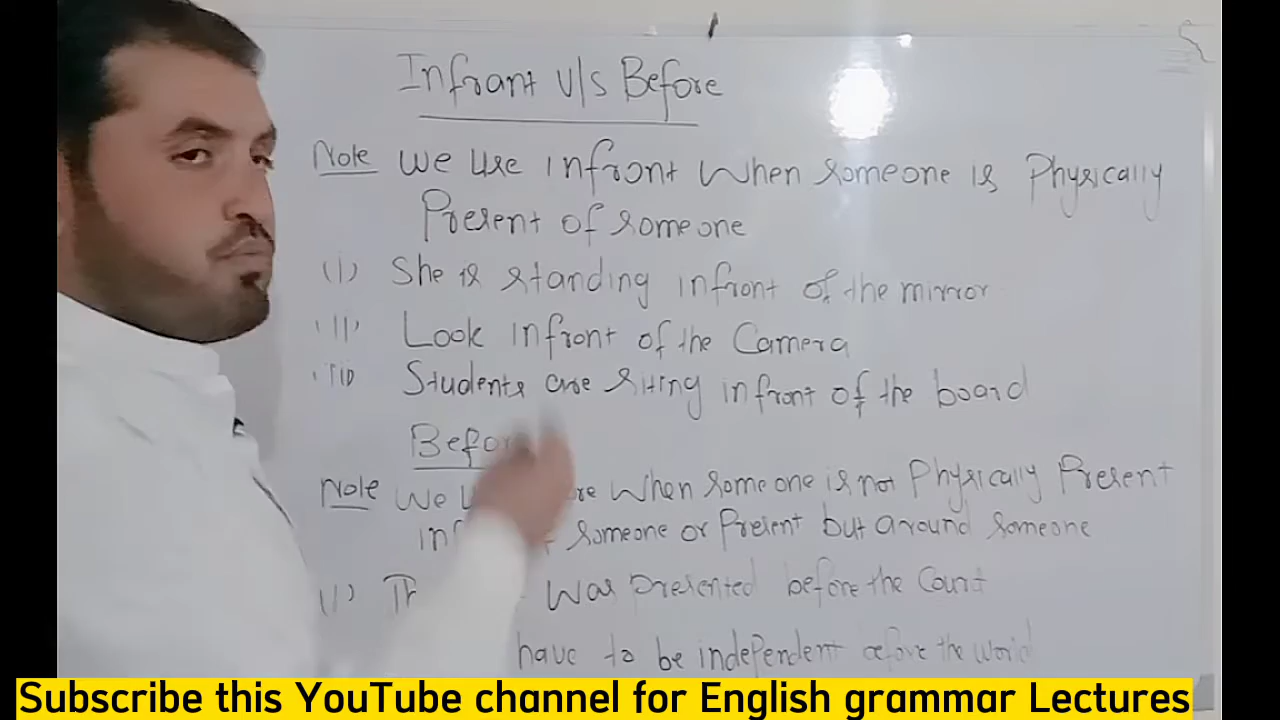 Infrant V/s Before
Note We use infront when someone is Physically
Present of someone
(i) She is standing infront of the mirror
(ii) Look infront of the Camera
(iii) Students are siting infront of the board
Before
Note We before when someone is not Physically Present
someone or Present but around someone
(i) was presented before the Court
have to be independent before the world
Subscribe this YouTube channel for English grammar Lectures